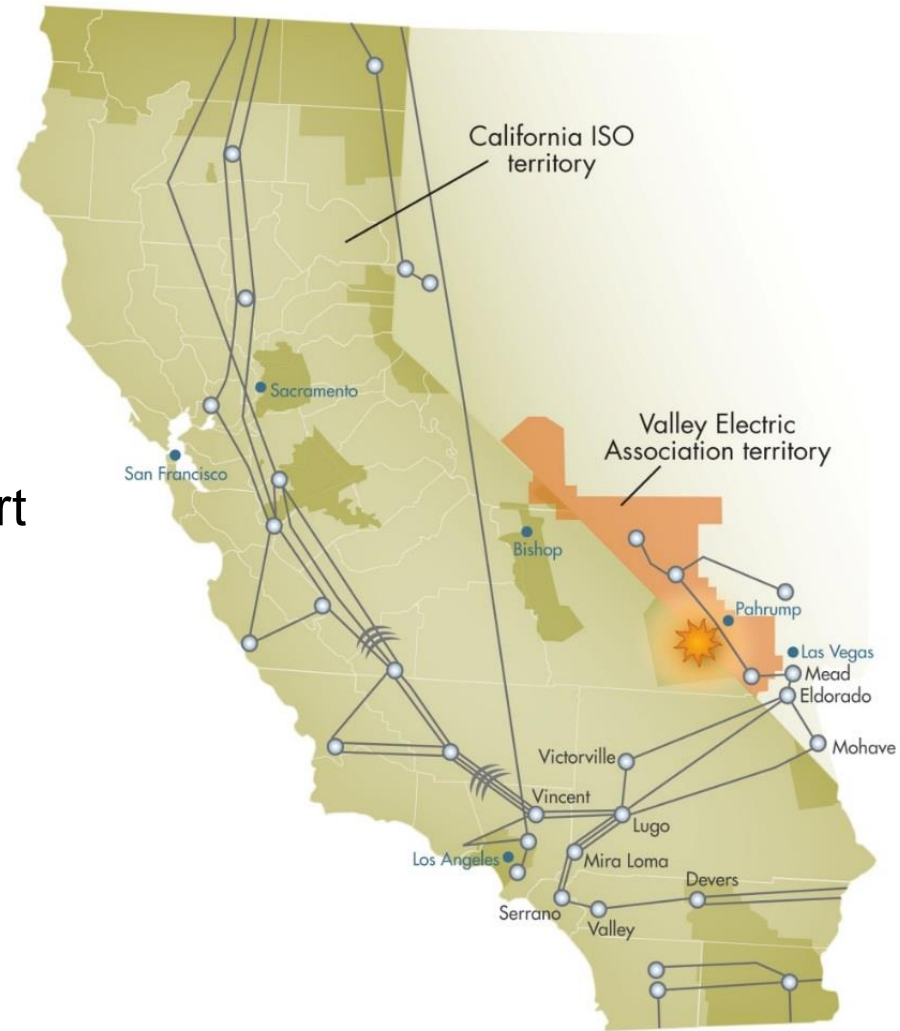 California ISO
territory
Sacramento
San Francisco
Valley Electric
Association territory
rt
Bishop
Pahrump
Las Vegas
Mead
Eldorado
Mohave
Victorville
Vincent
Lugo
Los Angeles
Mira Loma
Devers
Serrano
Valley